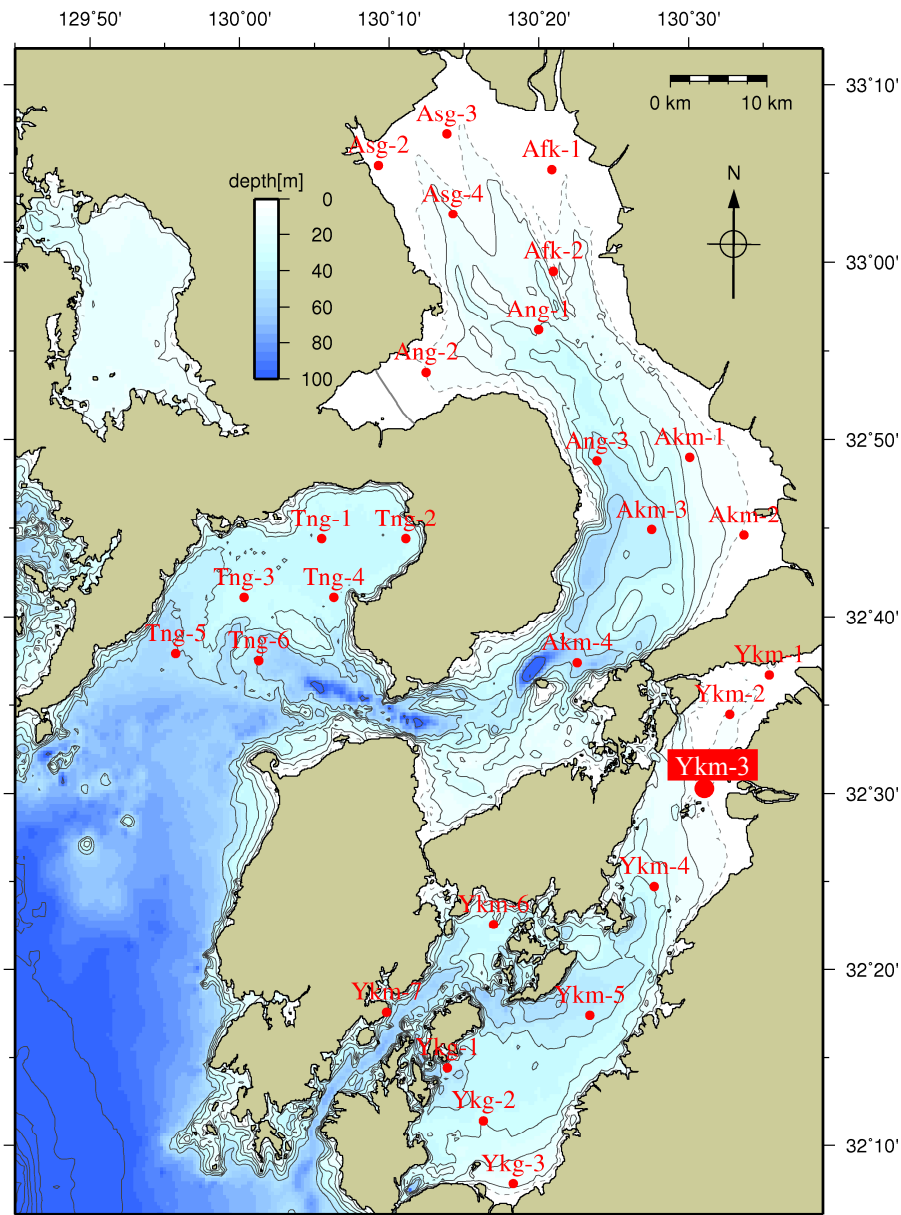 129˚50' 130˚00' 130˚10' 130˚20' 130˚30'
33˚10'
0 km 10 km
Asg-3
Asg-2
Afk-1
depth[m]
N
0
Asg-4
20
Afk-2
33˚00'
40
60
Ang-1
80
Ang-2
100
32˚50'
Ang-3
Akm-1
Akm-3
Akm-2
Tng-1
Tng-2
Tng-3
Tng-4
32˚40'
Tng-5
Tng-6
Akm-4
Ykm-1
Ykm-2
Ykm-3
32˚30'
Ykm-4
Ykm-6
32˚20'
Ykm-7
Ykm-5
Ykg-1
Ykg-2
32˚10'
Ykg-3